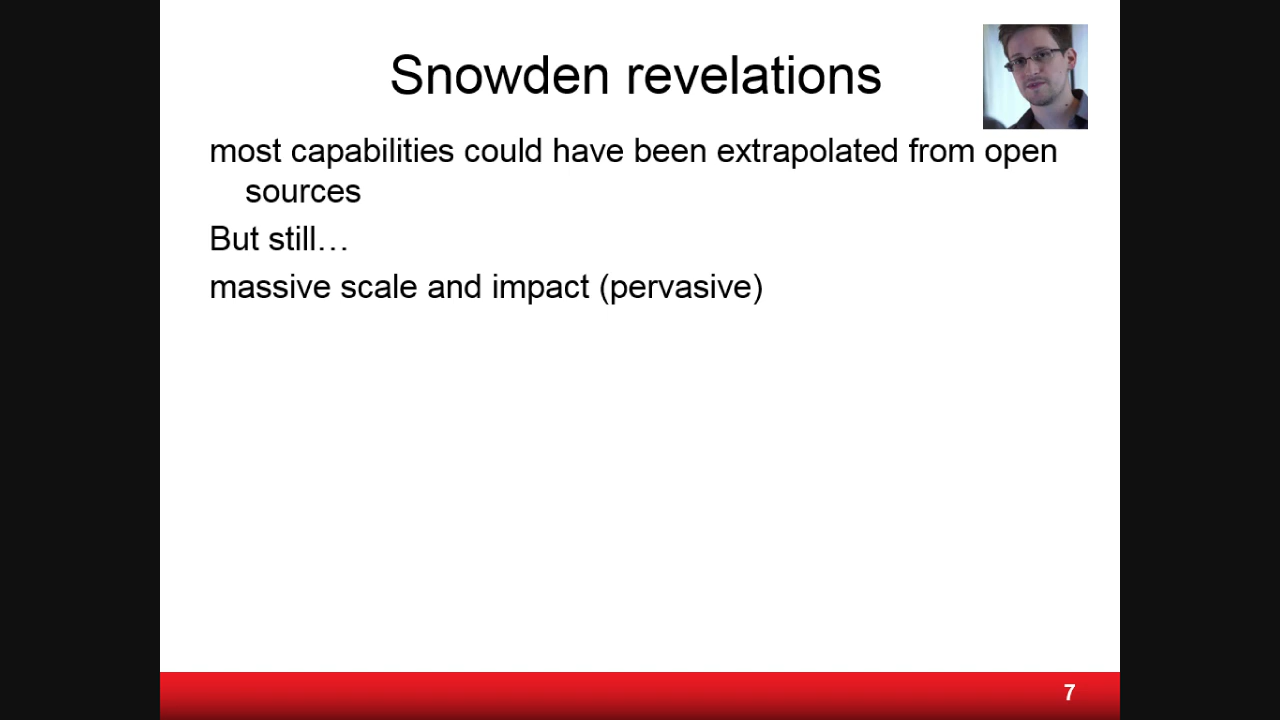 Snowden revelations
most capabilities could have been extrapolated from open
sources
But still…
massive scale and impact (pervasive)
7